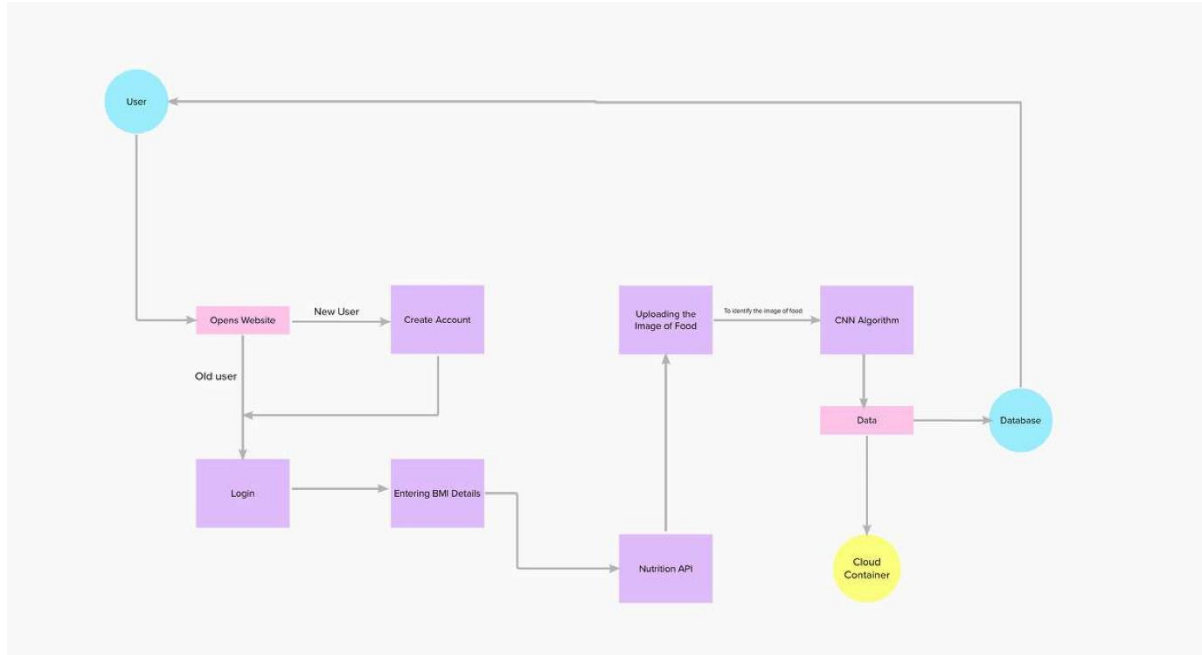 User
Opens Website
New User
Create Account
Old user
Login
Entering BMI Details
Nutrition API
Uploading the
Image of Food
To identify the image of food
CNN Algorithm
Data
Database
Cloud
Container